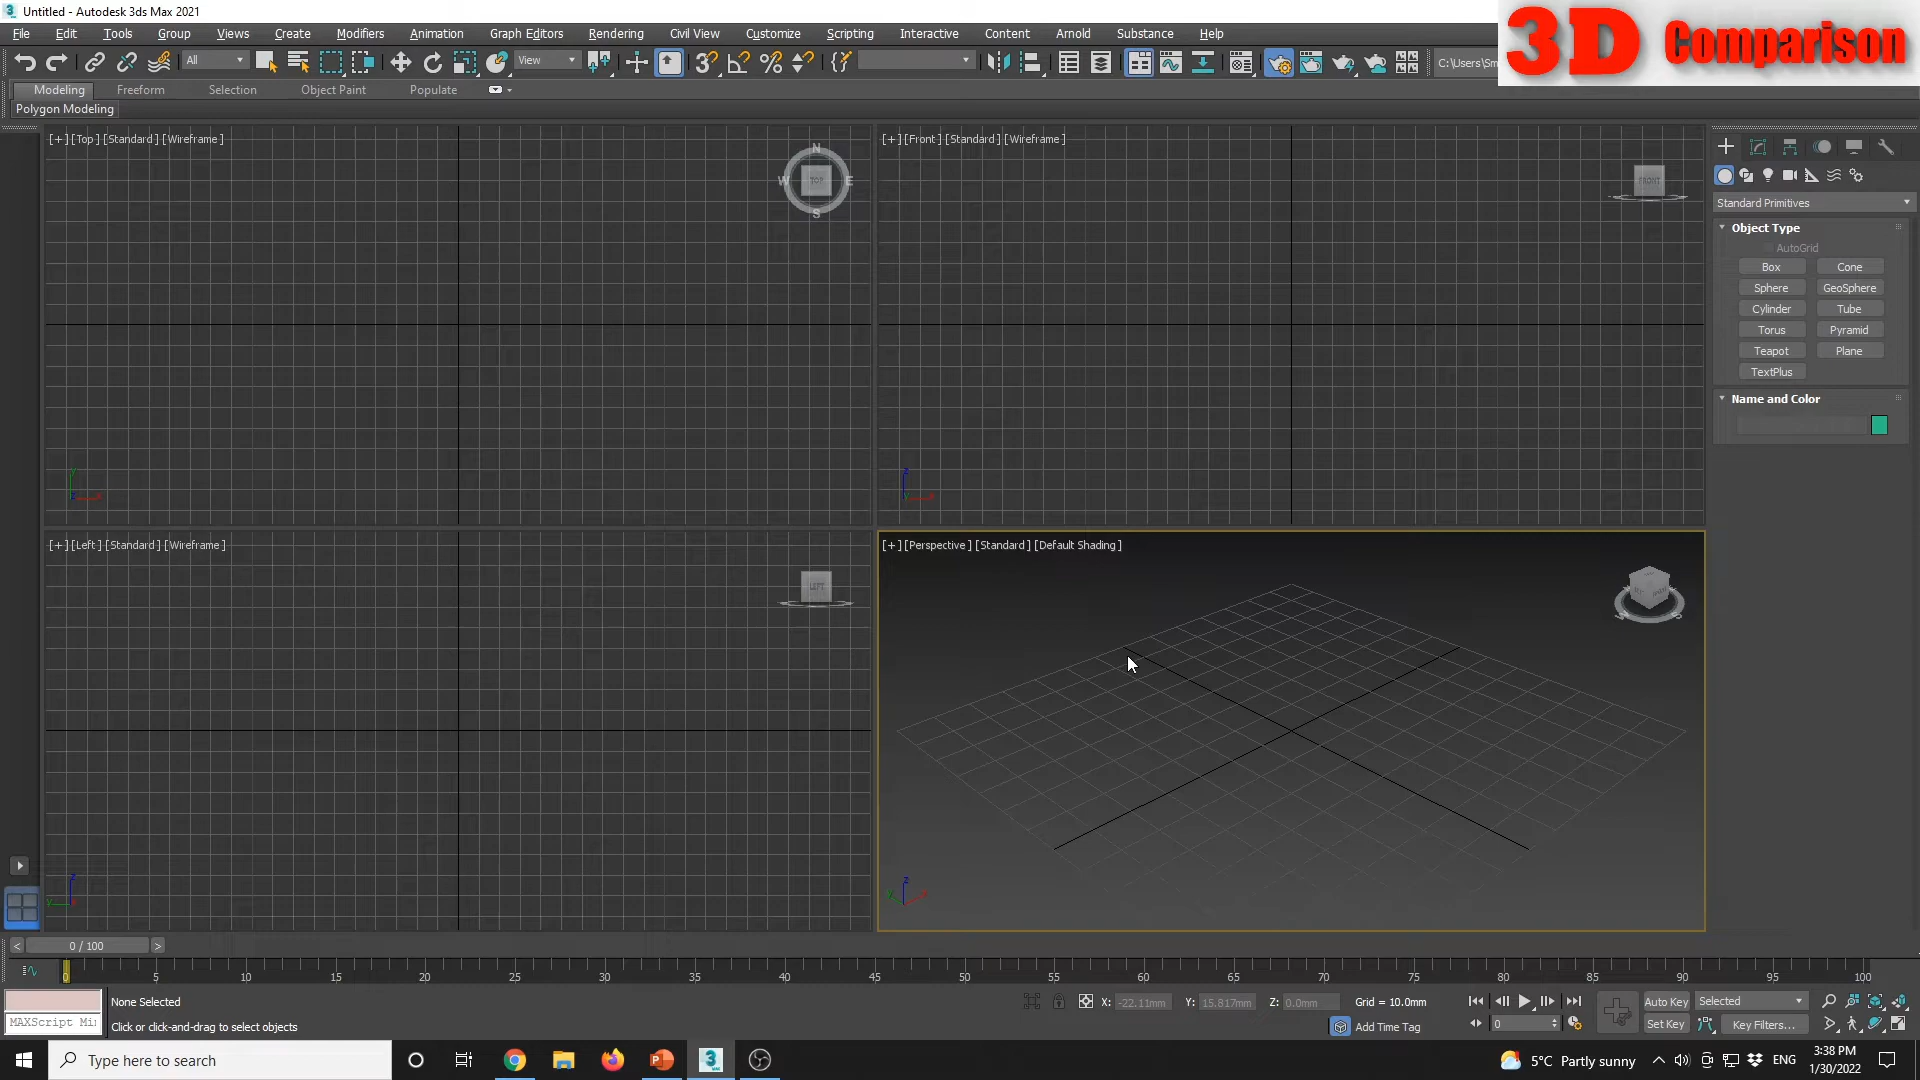 Untitled - Autodesk 3ds Max 2021
File Edit Tools Group Views Create Modifiers Animation Graph Editors Rendering Civil View Customize Scripting Interactive Content Arnold Substance Help
3D Comparison
All View C:\Users\Sm
Modeling Freeform Selection Object Paint Populate
Polygon Modeling
[+] [Top] [Standard] [Wireframe]
N
W TOP E
S
[+] [Front] [Standard] [Wireframe]
FRONT
Standard Primitives
Object Type
AutoGrid
Box Cone
Sphere GeoSphere
Cylinder Tube
Torus Pyramid
Teapot Plane
TextPlus
Name and Color
[+] [Left] [Standard] [Wireframe]
LEFT
[+] [Perspective] [Standard] [Default Shading]
< 0 / 100 >
0 5 10 15 20 25 30 35 40 45 50 55 60 65 70 75 80 85 90 95 100
None Selected
X: -22.11mm Y: 15.817mm Z: 0.0mm Grid = 10.0mm
Auto Key Selected
MAXScript Mi
Click or click-and-drag to select objects
Add Time Tag
0
Set Key Key Filters...
Type here to search
5°C Partly sunny ENG
3:38 PM
1/30/2022